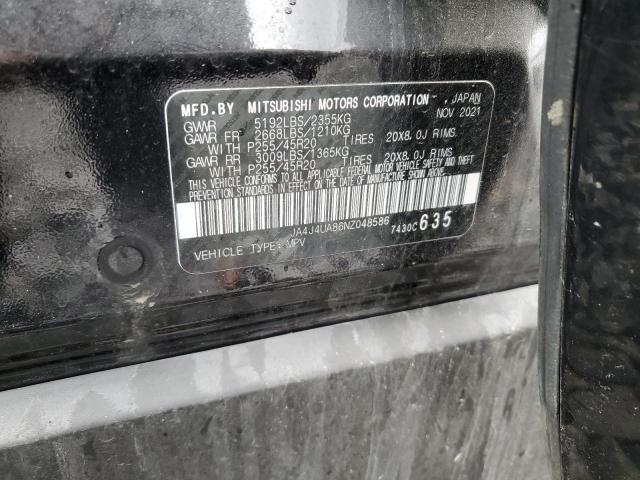 MFD. BY MITSUBISHI MOTORS CORPORATION , JAPAN
NOV 2021
GVWR 5192LBS/2355KG
GAWR FR 2668LBS/1210KG
WITH P255/45R20 TIRES 20X8.0J RIMS.
GAWR RR 3009LBS/1365KG
WITH P255/45R20 TIRES 20X8.0J RIMS.
THIS VEHICLE CONFORMS TO ALL APPLICABLE FEDERAL MOTOR VEHICLE SAFETY AND THEFT
PREVENTION STANDARDS IN EFFECT ON THE DATE OF MANUFACTURE SHOWN ABOVE.
JA4J4UA86NZ048586 7430C 635
VEHICLE TYPE: MPV